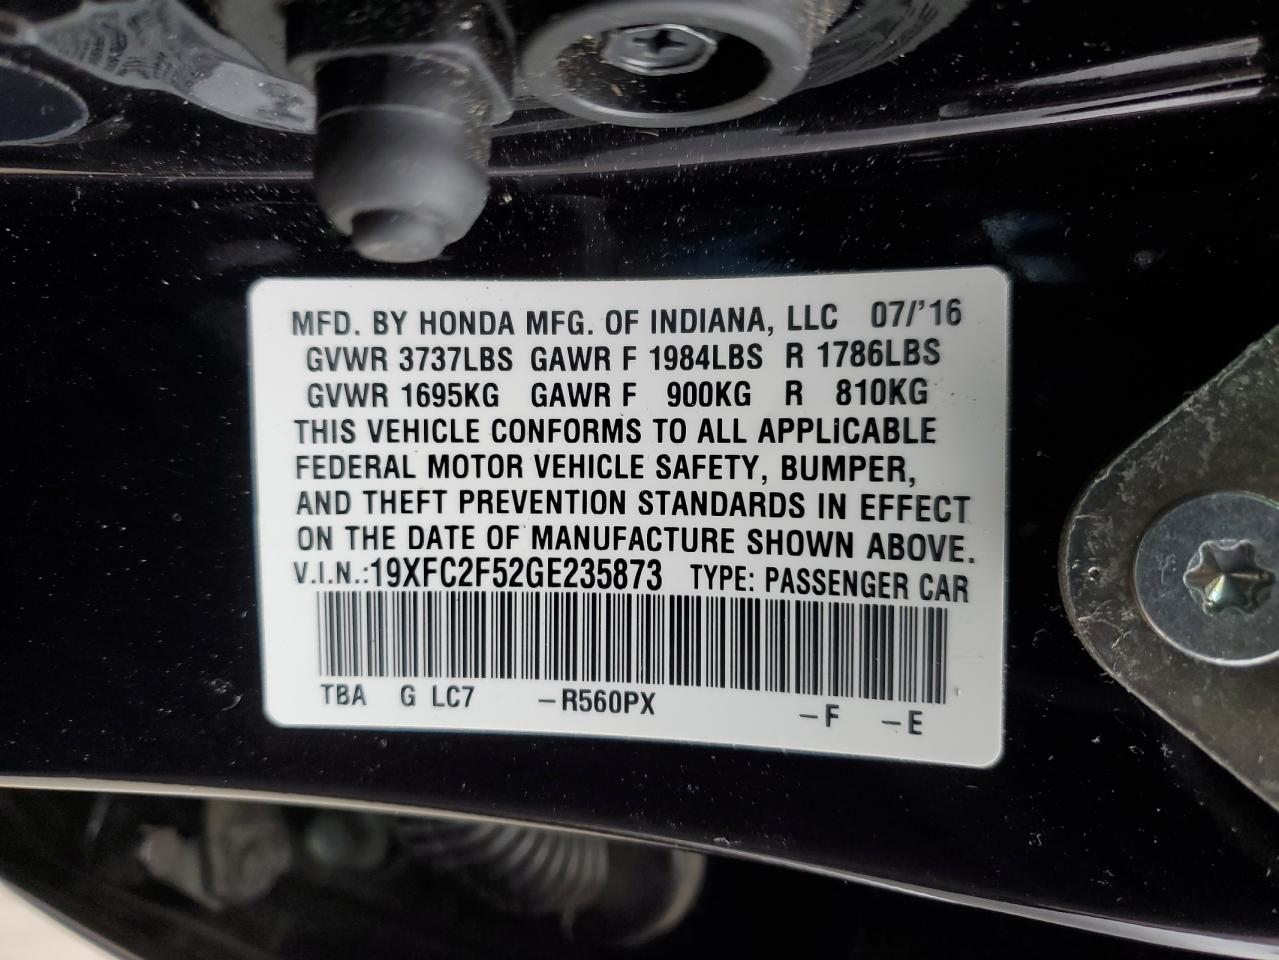 MFD. BY HONDA MFG. OF INDIANA, LLC 07/'16
GVWR 3737LBS GAWR F 1984LBS R 1786LBS
GVWR 1695KG GAWR F 900KG R 810KG
THIS VEHICLE CONFORMS TO ALL APPLiCABLE
FEDERAL MOTOR VEHICLE SAFETY, BUMPER,
AND THEFT PREVENTION STANDARDS IN EFFECT
ON THE DATE OF MANUFACTURE SHOWN ABOVE.
V.I.N.:19XFC2F52GE235873 TYPE: PASSENGER CAR
TBA G LC7 –R560PX –F –E